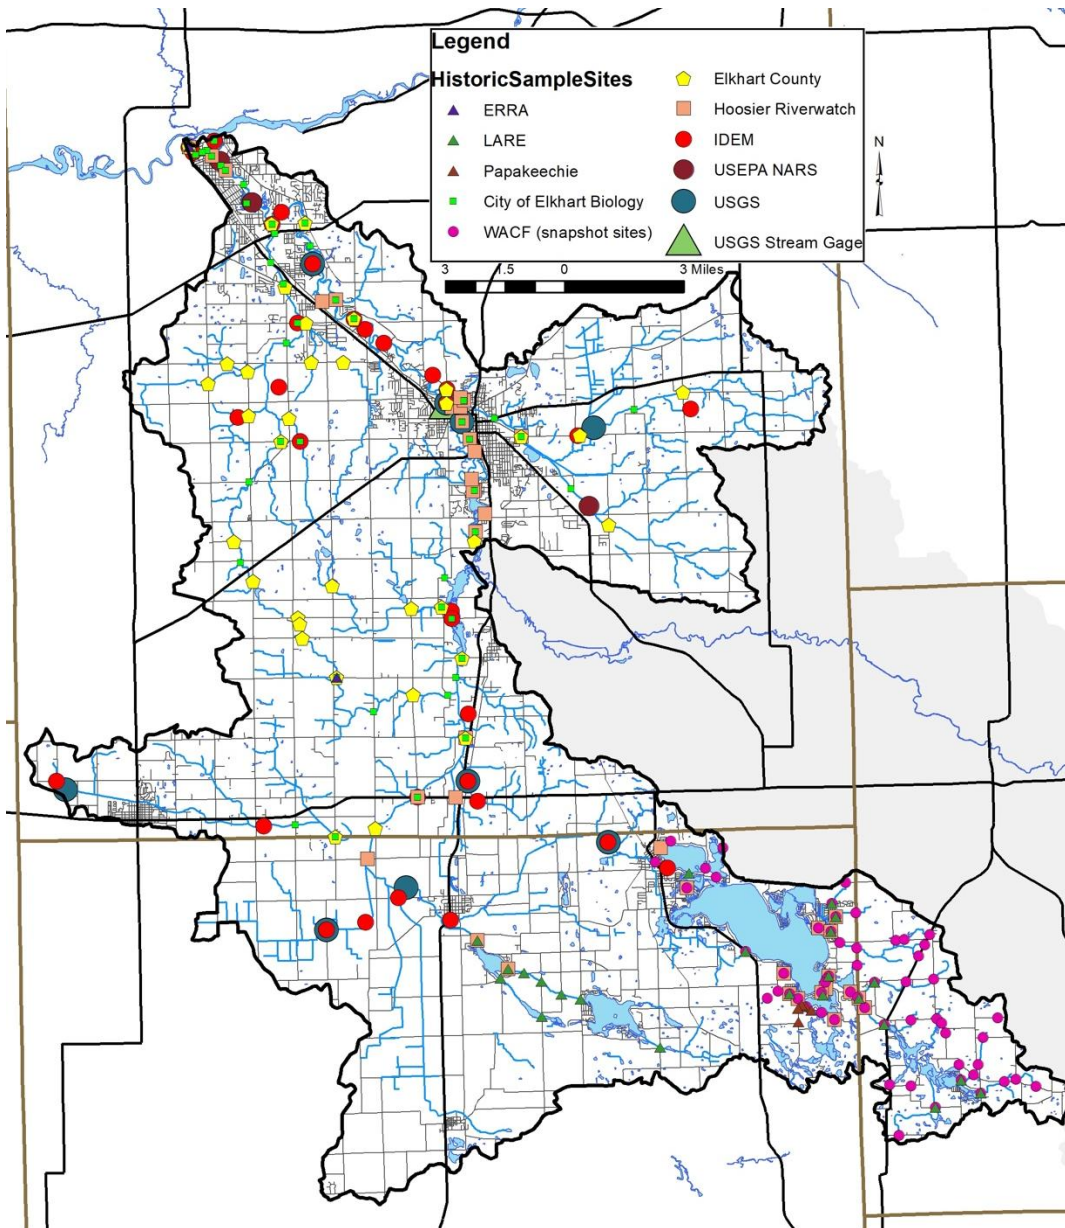 Legend
HistoricSampleSites
ERRA
LARE
Papakeechie
City of Elkhart Biology
WACF (snapshot sites)
Elkhart County
Hoosier Riverwatch
IDEM
USEPA NARS
USGS
USGS Stream Gage
N
3 1.5 0 3 Miles